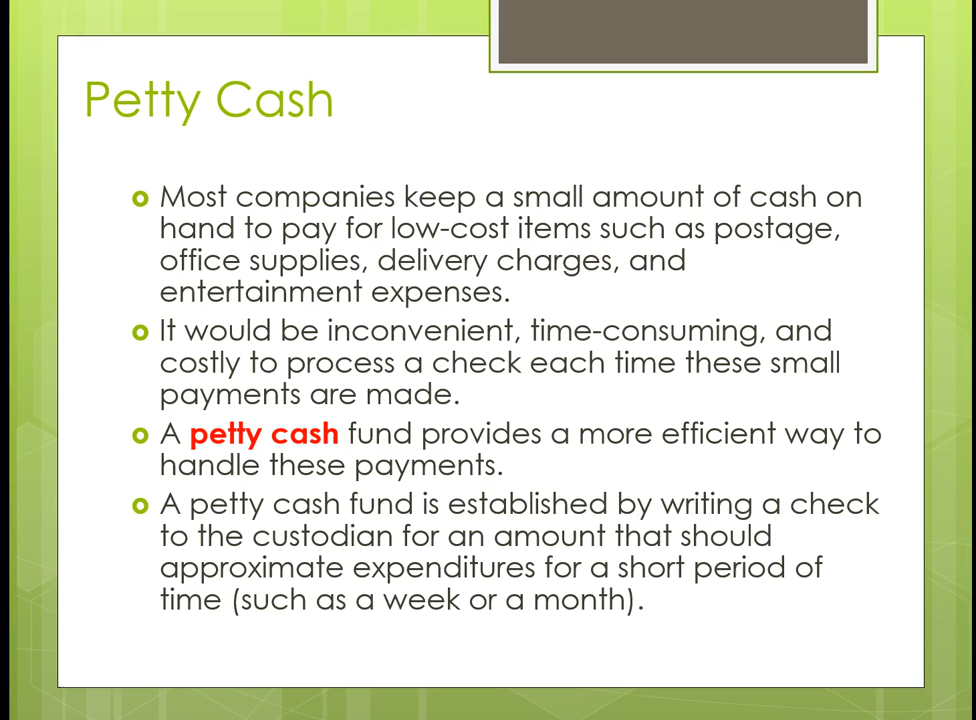 Petty Cash
Most companies keep a small amount of cash on
hand to pay for low-cost items such as postage,
office supplies, delivery charges, and
entertainment expenses.
It would be inconvenient, time-consuming, and
costly to process a check each time these small
payments are made.
A petty cash fund provides a more efficient way to
handle these payments.
A petty cash fund is established by writing a check
to the custodian for an amount that should
approximate expenditures for a short period of
time (such as a week or a month).